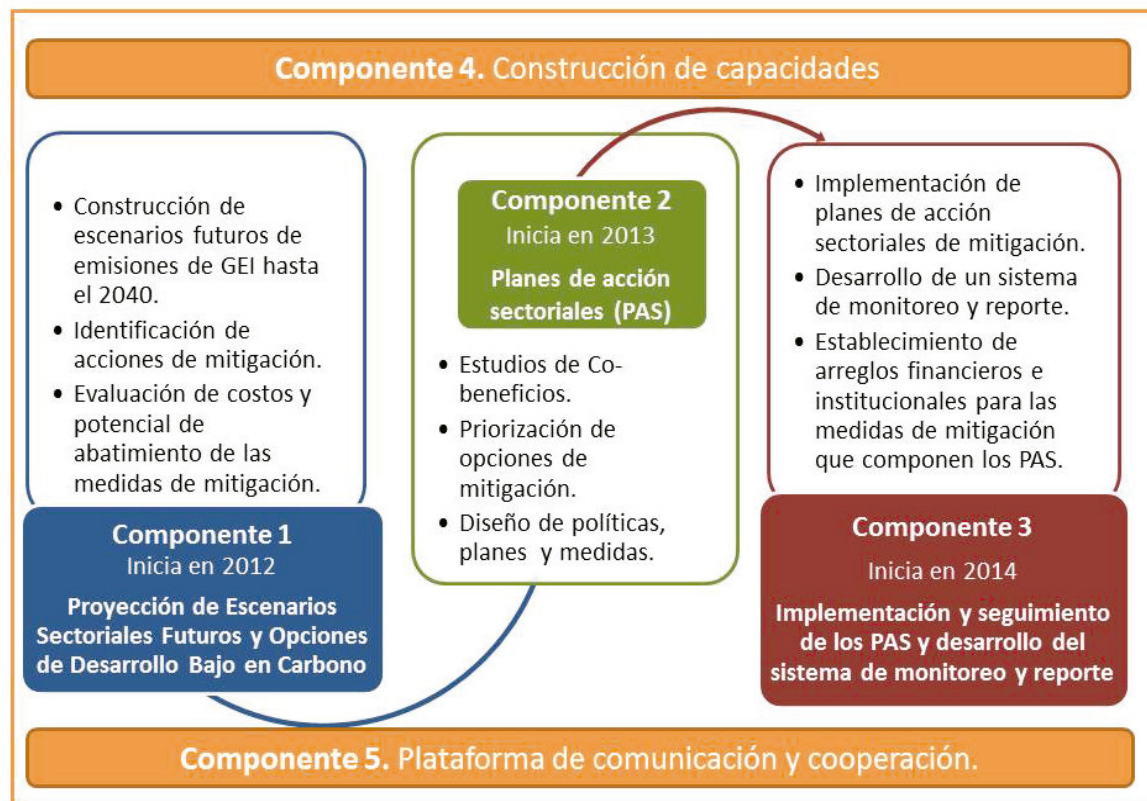 Componente 4. Construcción de capacidades
• Construcción de
escenarios futuros de
emisiones de GEI hasta
el 2040.
• Identificación de
acciones de mitigación.
• Evaluación de costos y
potencial de
abatimiento de las
medidas de mitigación.
Componente 1
Inicia en 2012
Proyección de Escenarios
Sectoriales Futuros y Opciones
de Desarrollo Bajo en Carbono
Componente 2
Inicia en 2013
Planes de acción
sectoriales (PAS)
• Estudios de Co-
beneficios.
• Priorización de
opciones de
mitigación.
• Diseño de políticas,
planes y medidas.
• Implementación de
planes de acción
sectoriales de mitigación.
• Desarrollo de un sistema
de monitoreo y reporte.
• Establecimiento de
arreglos financieros e
institucionales para las
medidas de mitigación
que componen los PAS.
Componente 3
Inicia en 2014
Implementación y seguimiento
de los PAS y desarrollo del
sistema de monitoreo y reporte
Componente 5. Plataforma de comunicación y cooperación.